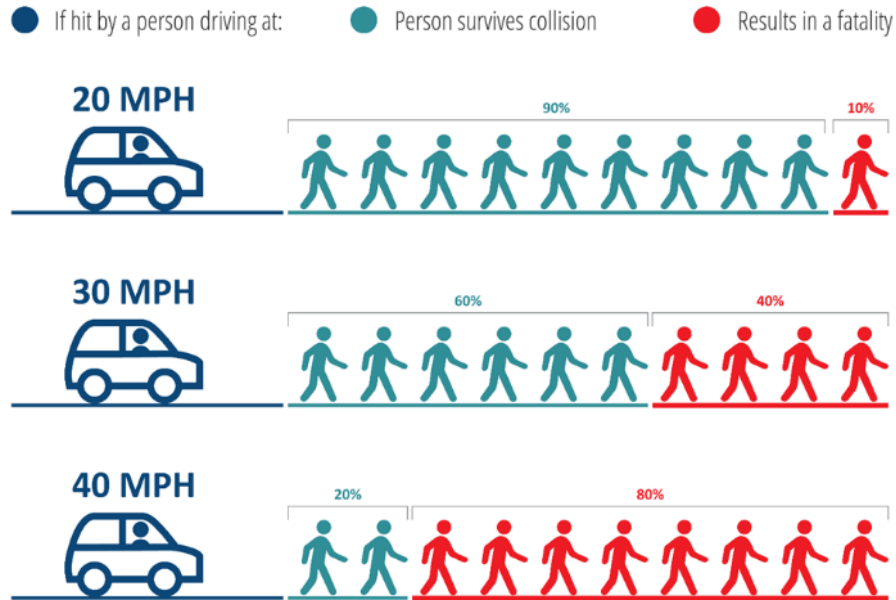 If hit by a person driving at: Person survives collision Results in a fatality
20 MPH
90% 10%
30 MPH
60% 40%
40 MPH
20% 80%